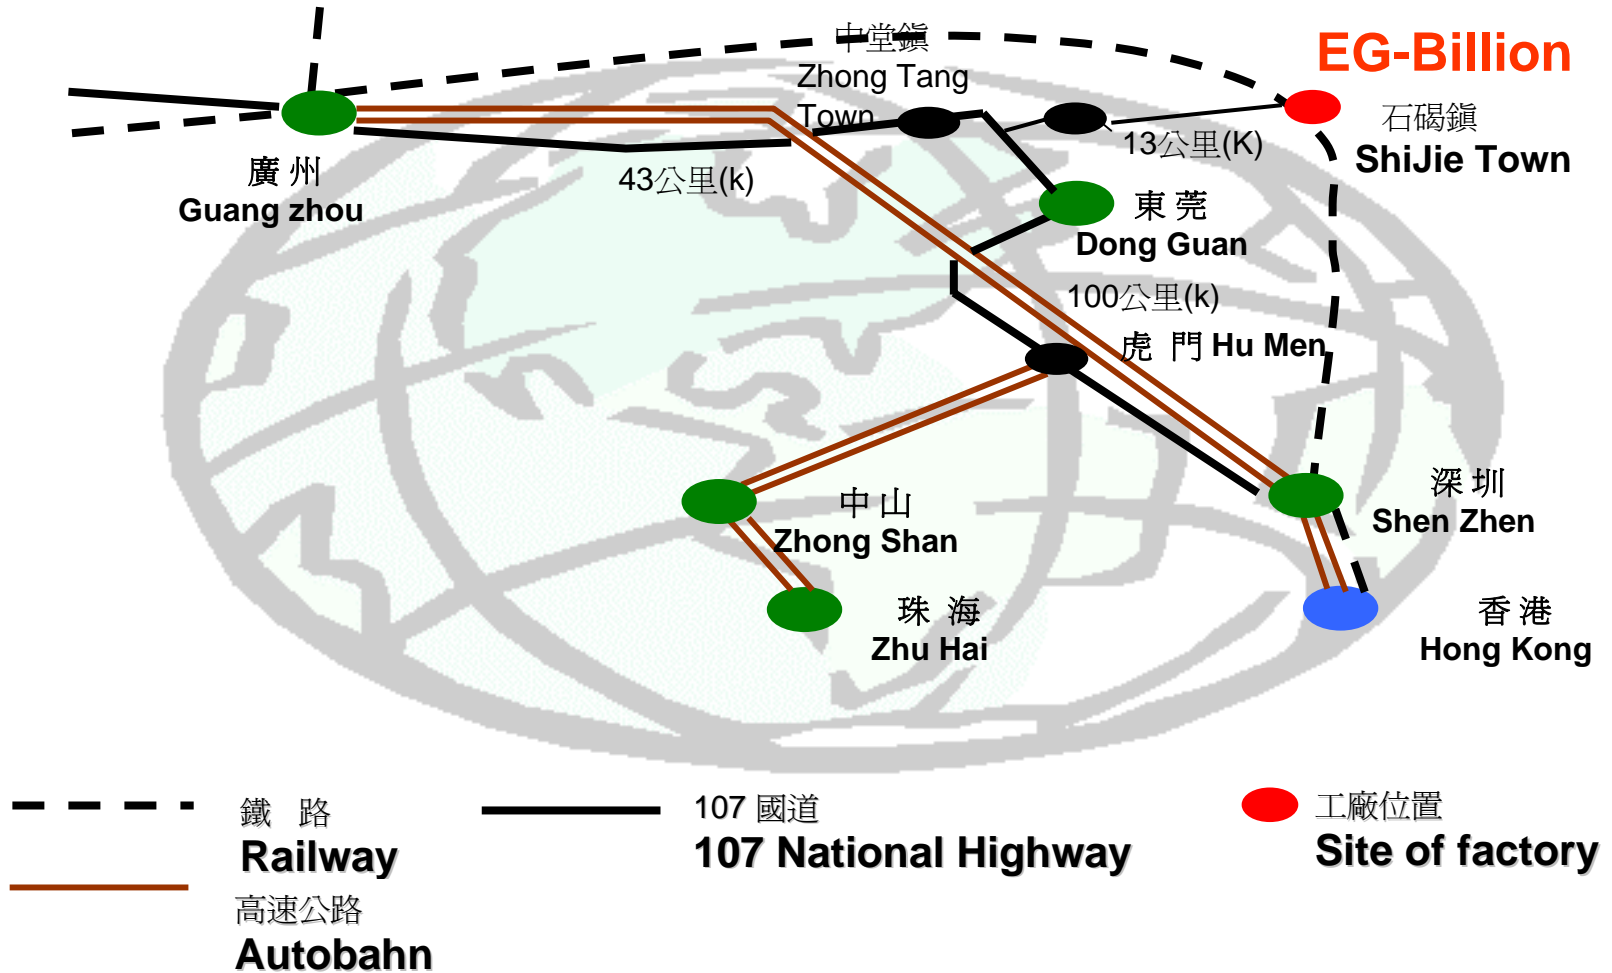 中堂鎭
Zhong Tang
Town
EG-Billion
石碣鎭
ShiJie Town
13公里(K)
廣 州
Guang zhou
43公里(k)
東 莞
Dong Guan
100公里(k)
虎 門 Hu Men
中 山
Zhong Shan
深 圳
Shen Zhen
珠 海
Zhu Hai
香 港
Hong Kong
鐵 路
Railway
107 國道
107 National Highway
工廠位置
Site of factory
高速公路
Autobahn